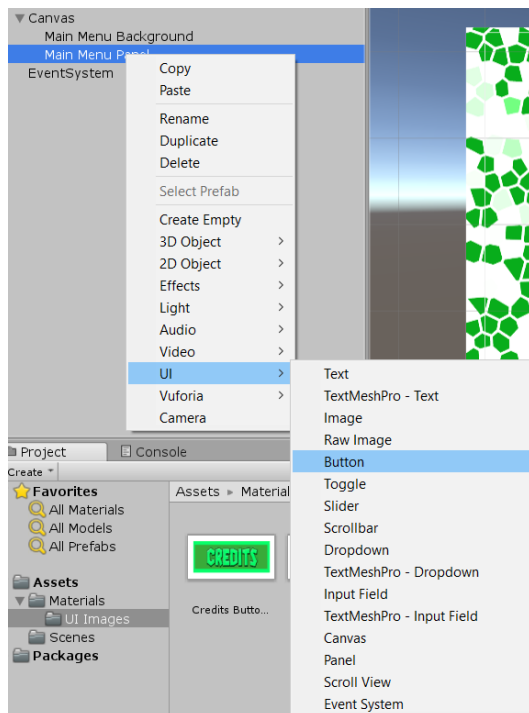 Canvas
Main Menu Background
Main Menu Panel
EventSystem
Copy
Paste
Rename
Duplicate
Delete
Select Prefab
Create Empty
3D Object
2D Object
Effects
Light
Audio
Video
UI
Vuforia
Camera
Text
TextMeshPro - Text
Image
Raw Image
Button
Toggle
Slider
Scrollbar
Dropdown
TextMeshPro - Dropdown
Input Field
TextMeshPro - Input Field
Canvas
Panel
Scroll View
Event System
Project
Console
Create
Favorites
All Materials
All Models
All Prefabs
Assets
Materials
UI Images
Scenes
Packages
Assets Material
CREDITS
Credits Butto...